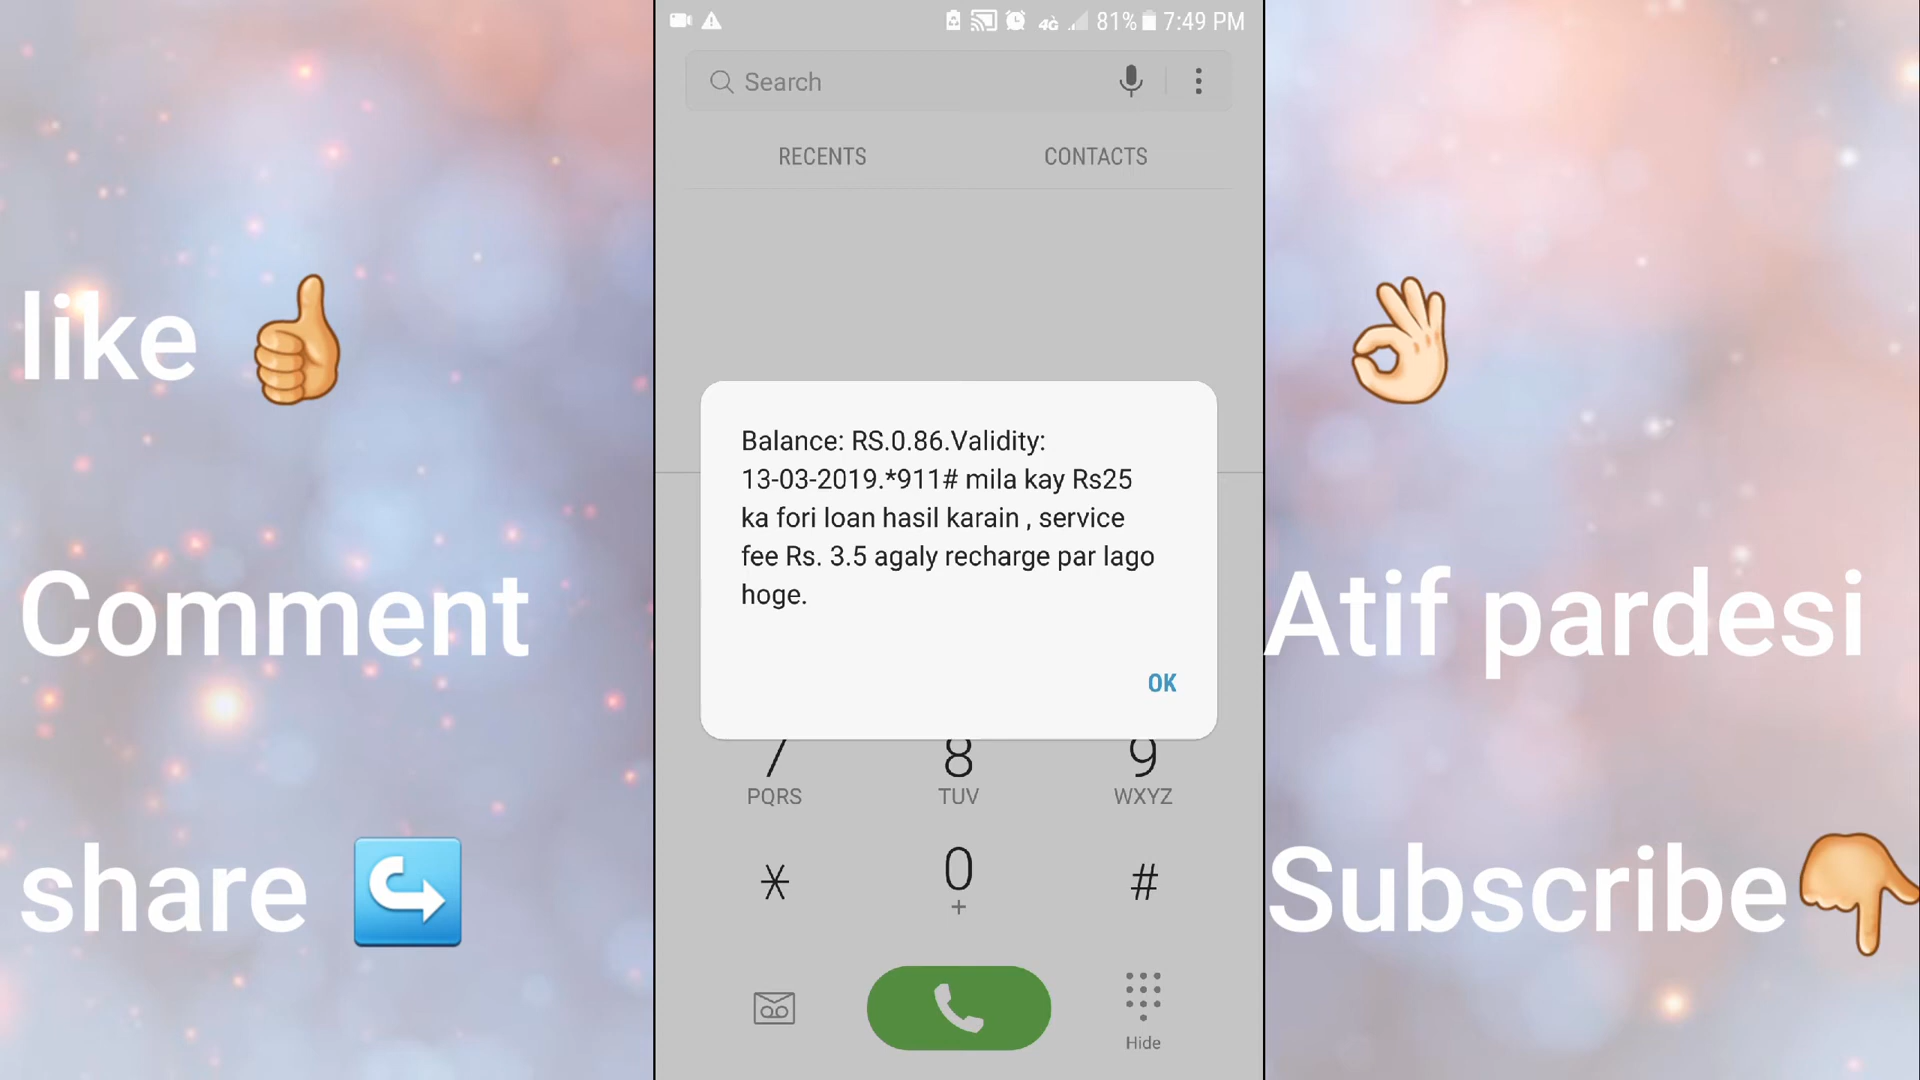 4G 81% 7:49 PM
Search
RECENTS CONTACTS
like
Comment
share
Balance: RS.0.86.Validity:
13-03-2019.*911# mila kay Rs25
ka fori loan hasil karain , service
fee Rs. 3.5 agaly recharge par lago
hoge.
OK
7 8 9
PQRS TUV WXYZ
* 0 #
+
Hide
Atif pardesi
Subscribe